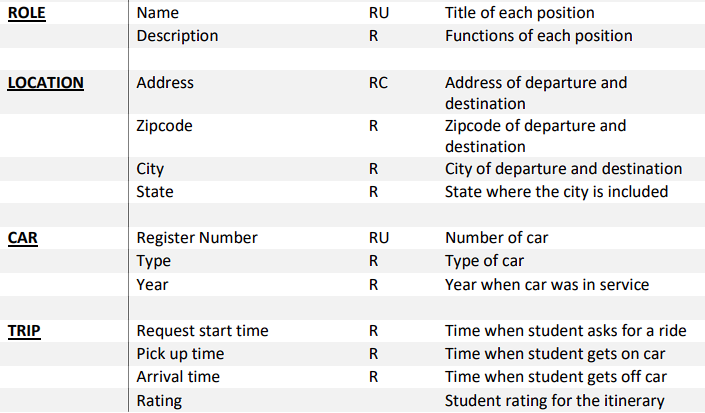 ROLE Name RU Title of each position
Description R Functions of each position
LOCATION Address RC Address of departure and
destination
Zipcode R Zipcode of departure and
destination
City R City of departure and destination
State R State where the city is included
CAR Register Number RU Number of car
Type R Type of car
Year R Year when car was in service
TRIP Request start time R Time when student asks for a ride
Pick up time R Time when student gets on car
Arrival time R Time when student gets off car
Rating Student rating for the itinerary